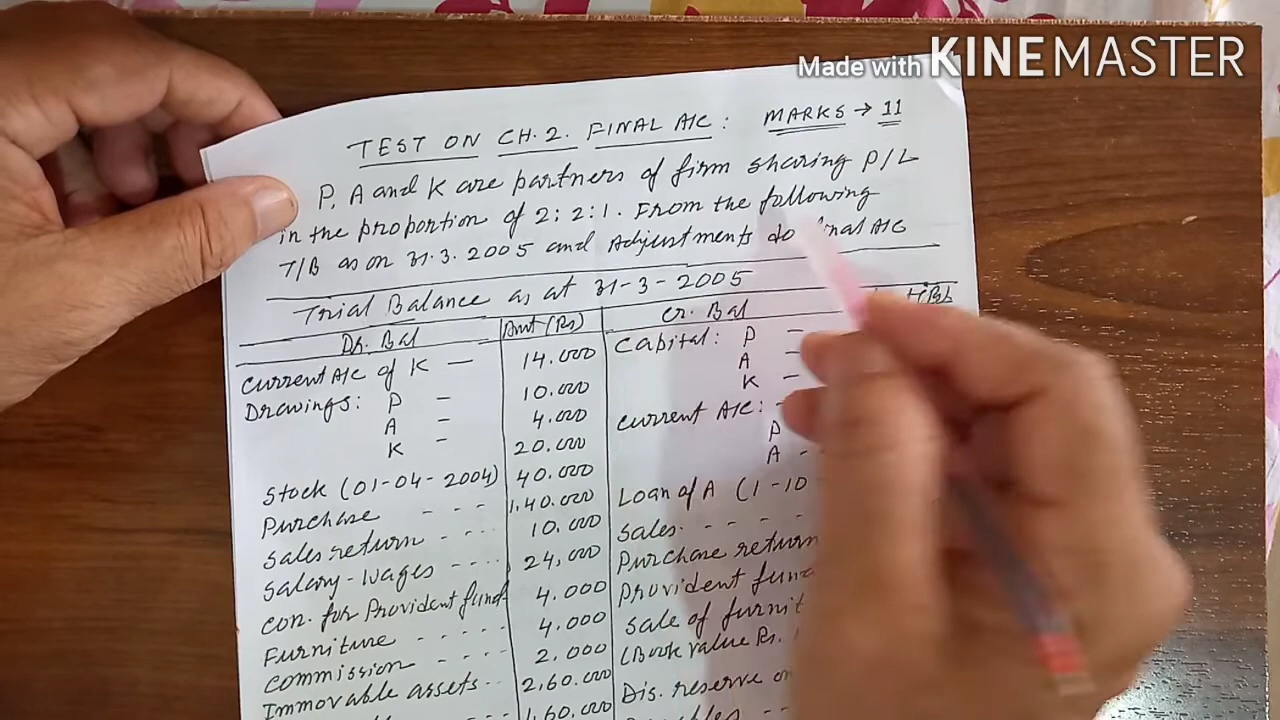 Made with KINEMASTER
TEST ON CH.2. FINAL A/C : MARKS → 11
P, A and K are partners of firm sharing P/L
in the proportion of 2:2:1. From the following
T/B as on 31.3.2005 and Adjustments do final A/C
Trial Balance as at 31-3-2005
Dr. Bal Amt (Rs) Cr. Bal
Current A/c of K — 14.000 Capital: P –
Drawings: P – 10.000 A –
A – 4.000 K –
K – 20.000 Current A/c: -
Stock (01-04-2004) 40.000 P
Purchase - - - 1,40.000 A -
Sales return - - - 10.000 Loan of A (1-10
Salary-wages - - - - 24,000 Sales. - - - -
Con. for Provident fund 4.000 Purchase return
Furniture - - - - - 4.000 Provident fund
Commission - - - - 2.000 Sale of furnit
Immovable assets - - 2,60.000 (Book value Rs.
1,60.000 Dis. reserve on